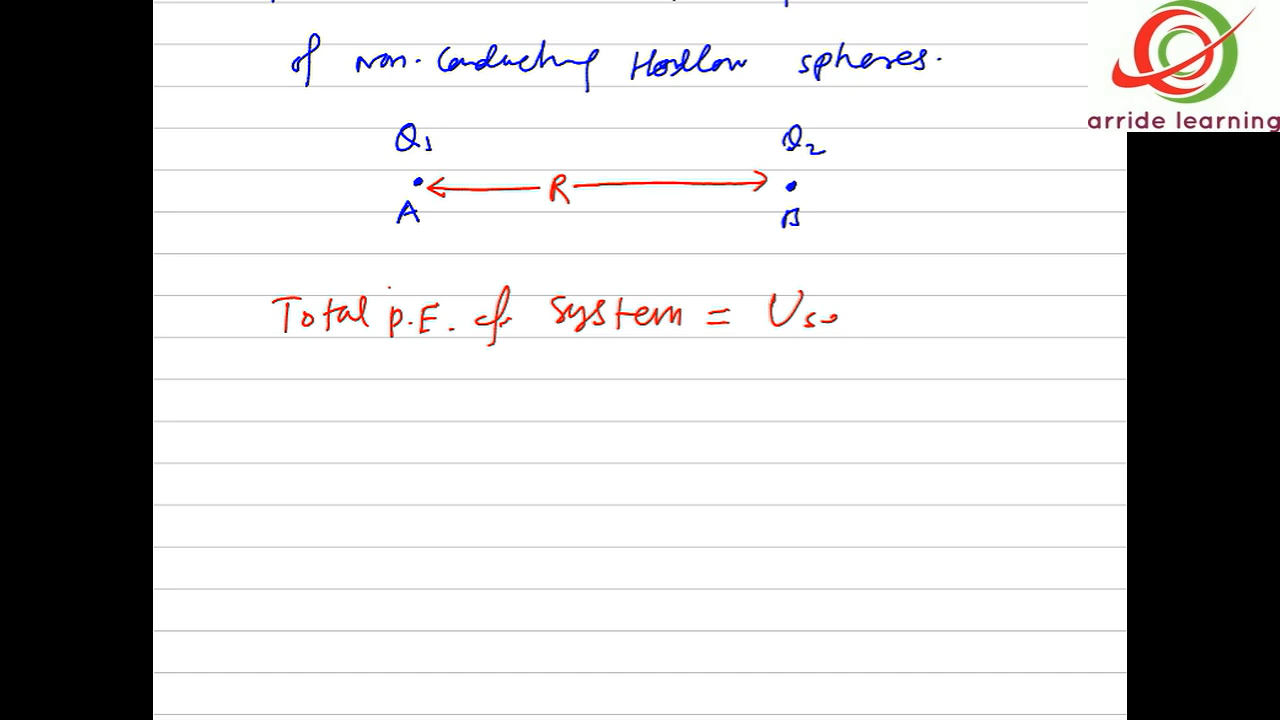 of non-conducting Hollow spheres.
arride learning
Q₁ Q₂
R
A B
Total P.E. of system = Us